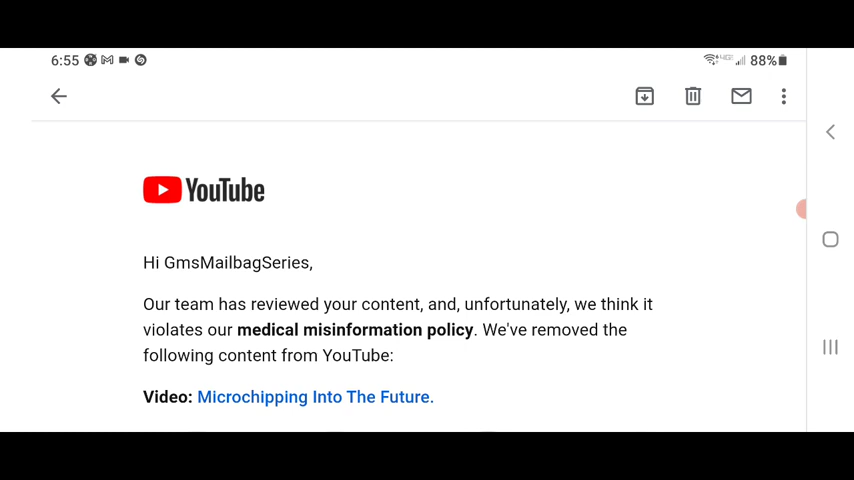 6:55 88%
YouTube
Hi GmsMailbagSeries,
Our team has reviewed your content, and, unfortunately, we think it
violates our medical misinformation policy. We've removed the
following content from YouTube:
Video: Microchipping Into The Future.